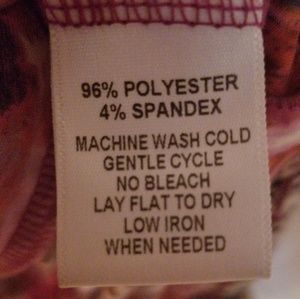 96% POLYESTER
4% SPANDEX
MACHINE WASH COLD
GENTLE CYCLE
NO BLEACH
LAY FLAT TO DRY
LOW IRON
WHEN NEEDED